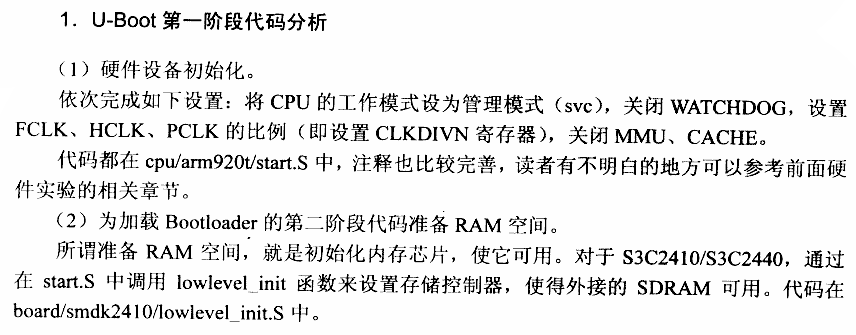 1．U-Boot 第一阶段代码分析
（1）硬件设备初始化。
依次完成如下设置：将 CPU 的工作模式设为管理模式（svc），关闭 WATCHDOG，设置
FCLK、HCLK、PCLK 的比例（即设置 CLKDIVN 寄存器），关闭 MMU、CACHE。
代码都在 cpu/arm920t/start.S 中，注释也比较完善，读者有不明白的地方可以参考前面硬
件实验的相关章节。
（2）为加载 Bootloader 的第二阶段代码准备 RAM 空间。
所谓准备 RAM 空间，就是初始化内存芯片，使它可用。对于 S3C2410/S3C2440，通过
在 start.S 中调用 lowlevel_init 函数来设置存储控制器，使得外接的 SDRAM 可用。代码在
board/smdk2410/lowlevel_init.S 中。